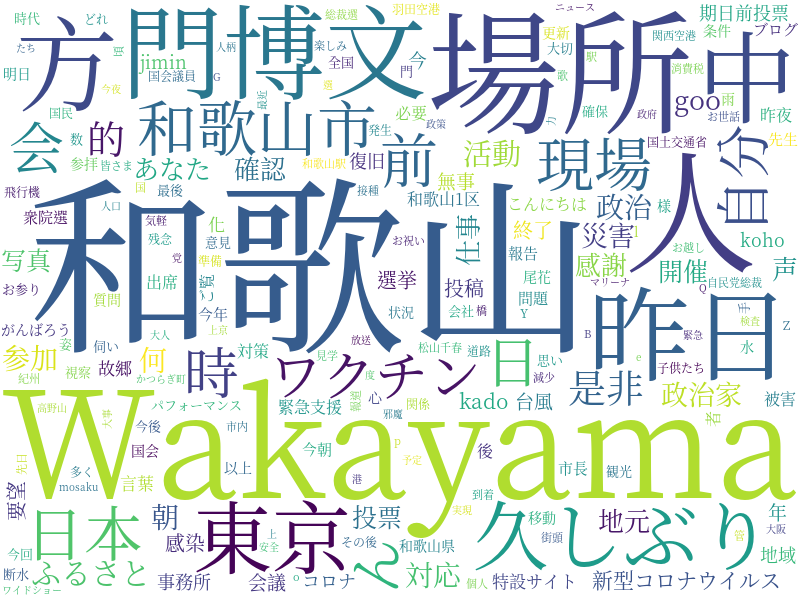 時代
どれ
頃
人柄
総裁選
羽田空港
ニュース
関西空港
期日前投票
たち
方
門博文
場所
中
jimin
楽しみ
今
更新
大切
駅
条件
ブログ
明日
今夜
国会議員
G
全国
門
歌
消費税
goo
雨
国民
和歌山市
最近
選
必要
確保
政府
昨夜
会
的
数
前
発生
政策
力
お世話
参拝
皆さま
あなた
確認
復旧
活動
現場
国土交通省
先生
自分
飛行機
国
最後
接種
無事
和歌山駅
和歌山
人
人口
和歌山1区
こんにちは
政治
様
衆院選
気軽
化
仕事
終了
災害
l
お越し
koho
残念
党
意見
お祝い
報告
感謝
開催
声
写真
準備
ご覧
選挙
投稿
尾花
マリーナ
自民党総裁
お参り
質問
出席
今年
状況
会社
橋
問題
Y
Q
手
がんばろう
大人
上京
放送
昨日
B
緊急
検査
Z
姿
伺い
対策
見学
松山千春
道路
思い
水
子供たち
参加
何
時
ワクチン
日
減少
e
紀州
視察
故郷
かつらぎ町
度
心
是非
政治家
被害
高野山
大事
パフォーマンス
緊急支援
報道
邪魔
関係
kado
台風
者
Wakayama
今後
市内
国会
今朝
後
先日
多く
mosaku
以上
p
予定
市長
観光
要望
言葉
港
到着
日本
朝
東京
投票
久しぶり
地元
年
実現
感染
上
安全
その後
和歌山県
移動
街頭
営
大阪
今回
地域
断水
ふるさと
事務所
会議
o
コロナ
対応
個人
特設サイト
新型コロナウイルス
ワイドショー